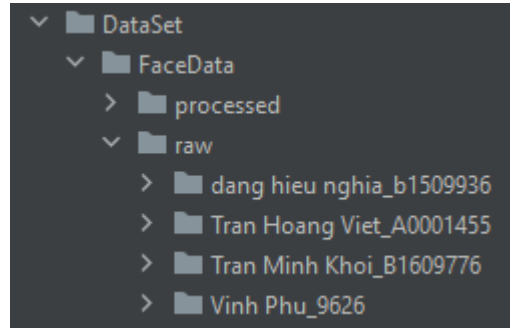 DataSet
FaceData
processed
raw
dang hieu nghia_b1509936
Tran Hoang Viet_A0001455
Tran Minh Khoi_B1609776
Vinh Phu_9626